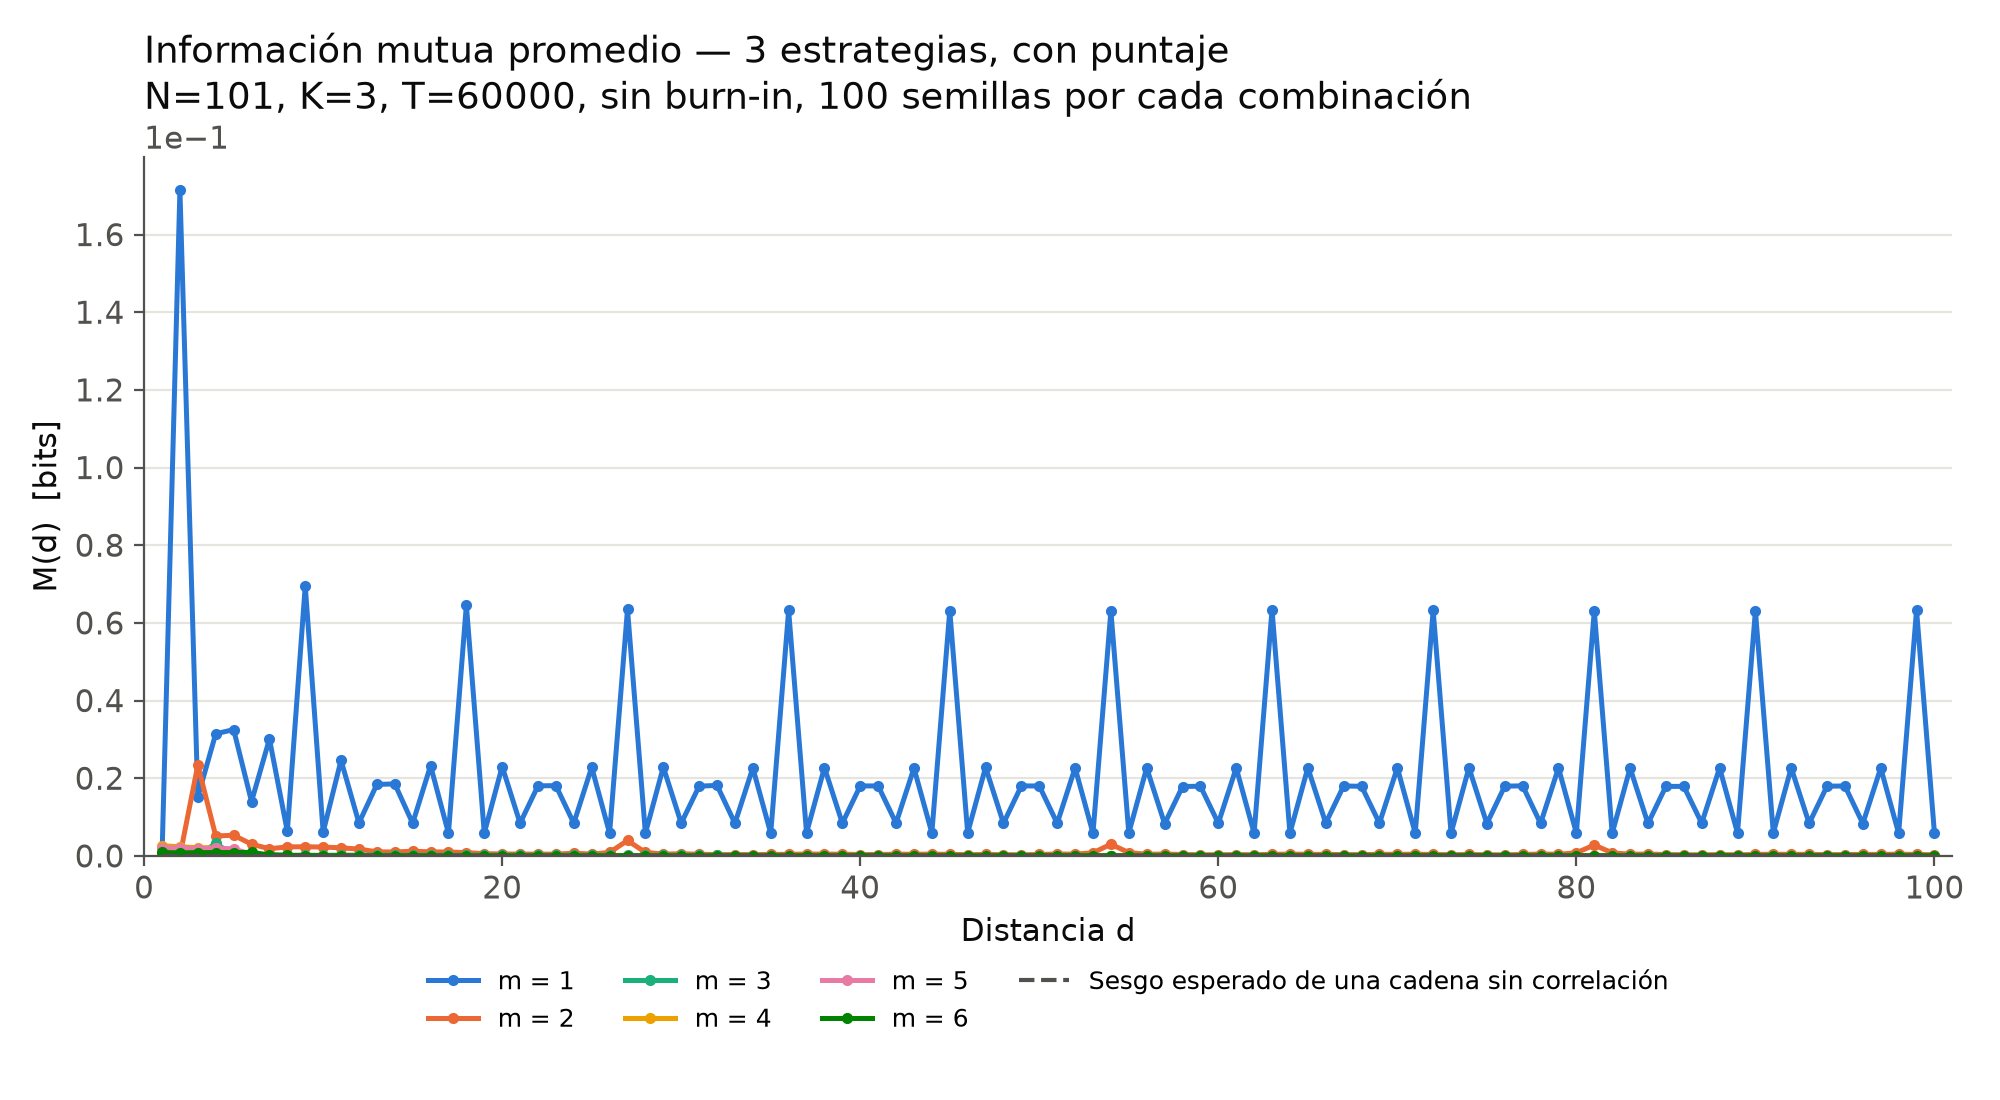 Información mutua promedio — 3 estrategias, con puntaje
N=101, K=3, T=60000, sin burn-in, 100 semillas por cada combinación
1e−1
1.6
1.4
1.2
1.0
0.8
0.6
0.4
0.2
0.0
M(d) [bits]
0 20 40 60 80 100
Distancia d
m = 1 m = 3 m = 5 Sesgo esperado de una cadena sin correlación
m = 2 m = 4 m = 6